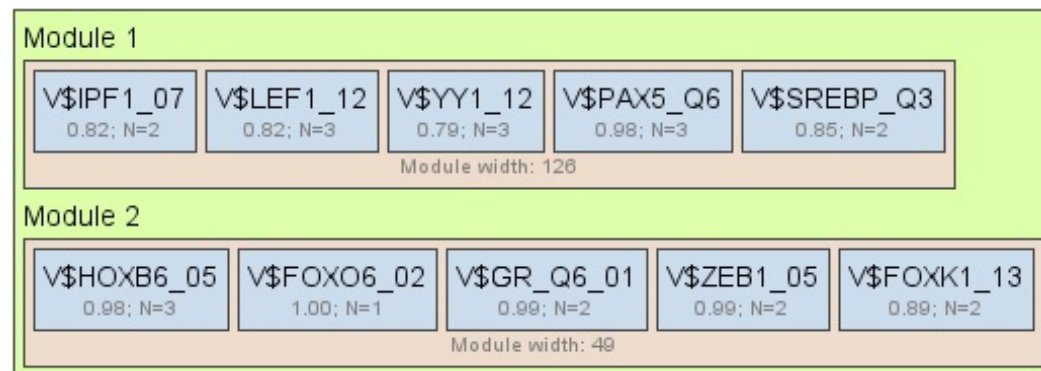 Module 1
V$IPF1_07 V$LEF1_12 V$YY1_12 V$PAX5_Q6 V$SREBP_Q3
0.82; N=2 0.82; N=3 0.79; N=3 0.98; N=3 0.85; N=2
Module width: 126
Module 2
V$HOXB6_05 V$FOXO6_02 V$GR_Q6_01 V$ZEB1_05 V$FOXK1_13
0.98; N=3 1.00; N=1 0.99; N=2 0.99; N=2 0.89; N=2
Module width: 49